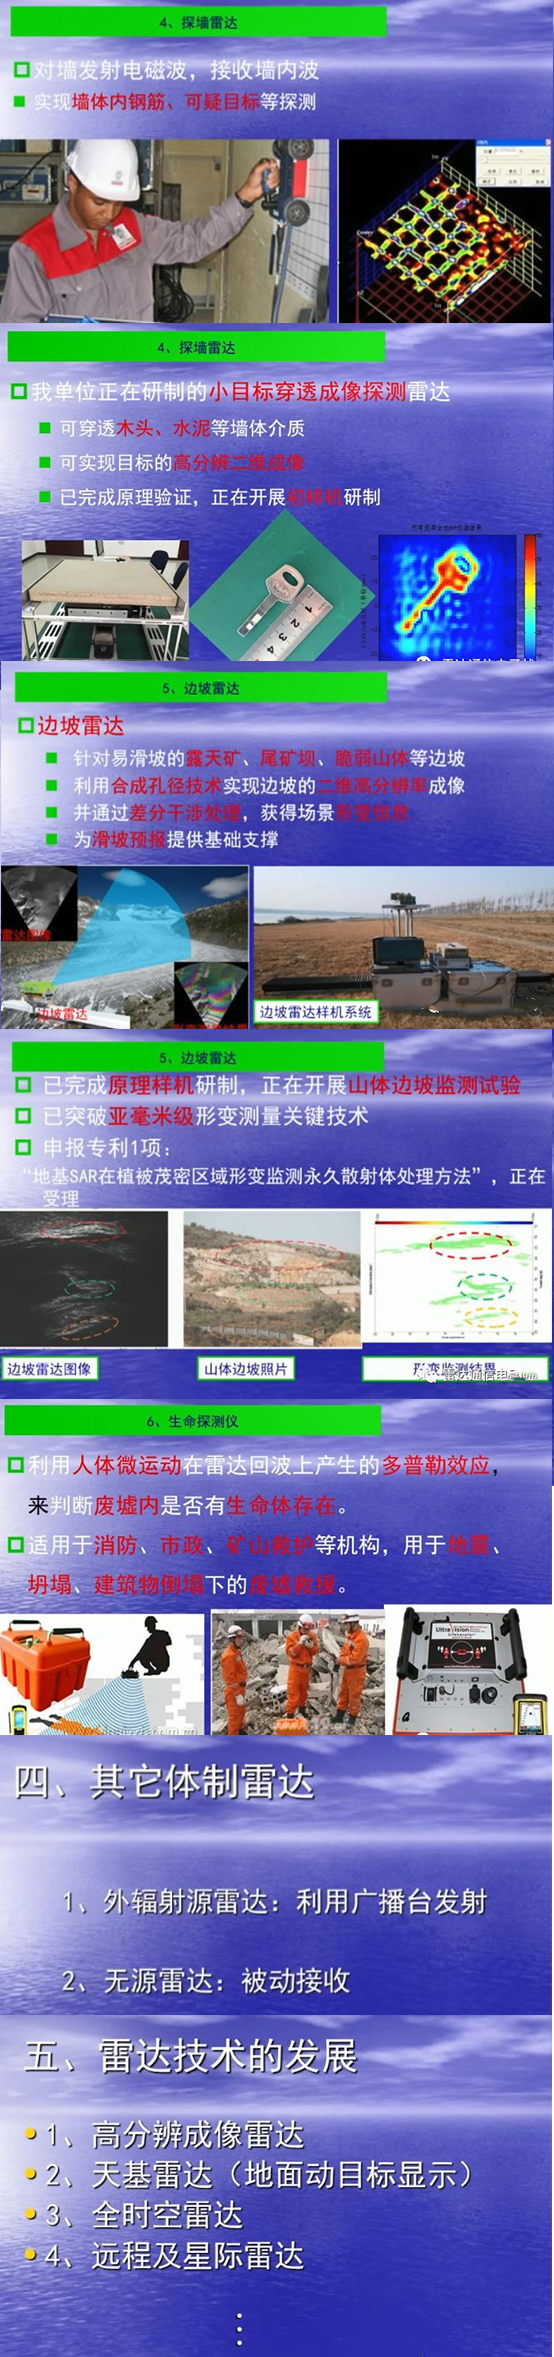 4、探墙雷达
对墙发射电磁波，接收墙内波
实现墙体内钢筋、可疑目标等探测
4、探墙雷达
我单位正在研制的小目标穿透成像探测雷达
可穿透木头、水泥等墙体介质
可实现目标的高分辨二维成像
已完成原理验证，正在开展初样机研制
1
2
3
4
5、边坡雷达
边坡雷达
针对易滑坡的露天矿、尾矿坝、脆弱山体等边坡
利用合成孔径技术实现边坡的二维高分辨率成像
并通过差分干涉处理，获得场景形变信息
为滑坡预报提供基础支撑
雷达图像
边坡雷达
边坡雷达样机系统
5、边坡雷达
已完成原理样机研制，正在开展山体边坡监测试验
已突破亚毫米级形变测量关键技术
申报专利1项：
“地基SAR在植被茂密区域形变监测永久散射体处理方法”，正在
受理
边坡雷达图像
山体边坡照片
形变监测结果
雷达通信电
6、生命探测仪
利用人体微运动在雷达回波上产生的多普勒效应，
来判断废墟内是否有生命体存在。
适用于消防、市政、矿山救护等机构，用于地震、
坍塌、建筑物倒塌下的废墟救援。
UltraVision
四、其它体制雷达
1、外辐射源雷达：利用广播台发射
2、无源雷达：被动接收
五、雷达技术的发展
1、高分辨成像雷达
2、天基雷达（地面动目标显示）
3、全时空雷达
4、远程及星际雷达